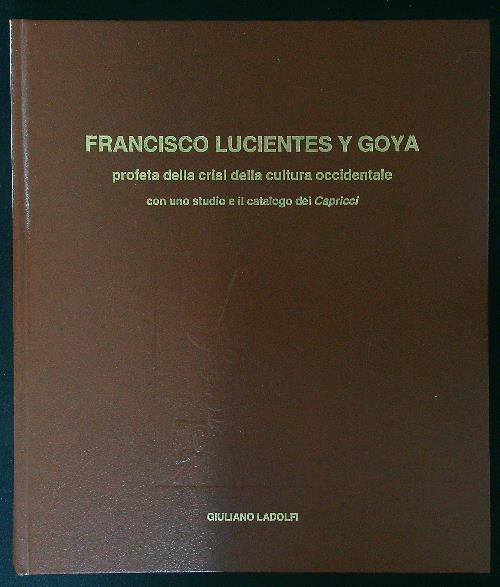 FRANCISCO LUCIENTES Y GOYA
profeta della crisi della cultura occidentale
con uno studio e il catalogo dei Capricci
GIULIANO LADOLFI